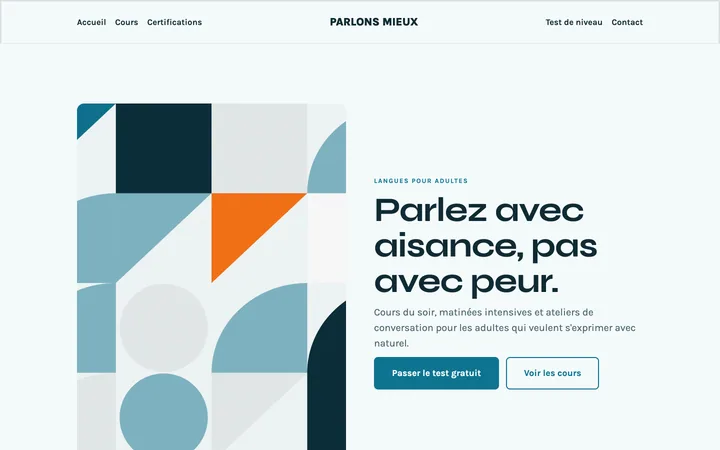 Accueil Cours Certifications PARLONS MIEUX Test de niveau Contact
LANGUES POUR ADULTES
Parlez avec
aisance, pas
avec peur.
Cours du soir, matinées intensives et ateliers de
conversation pour les adultes qui veulent s'exprimer avec
naturel.
Passer le test gratuit Voir les cours